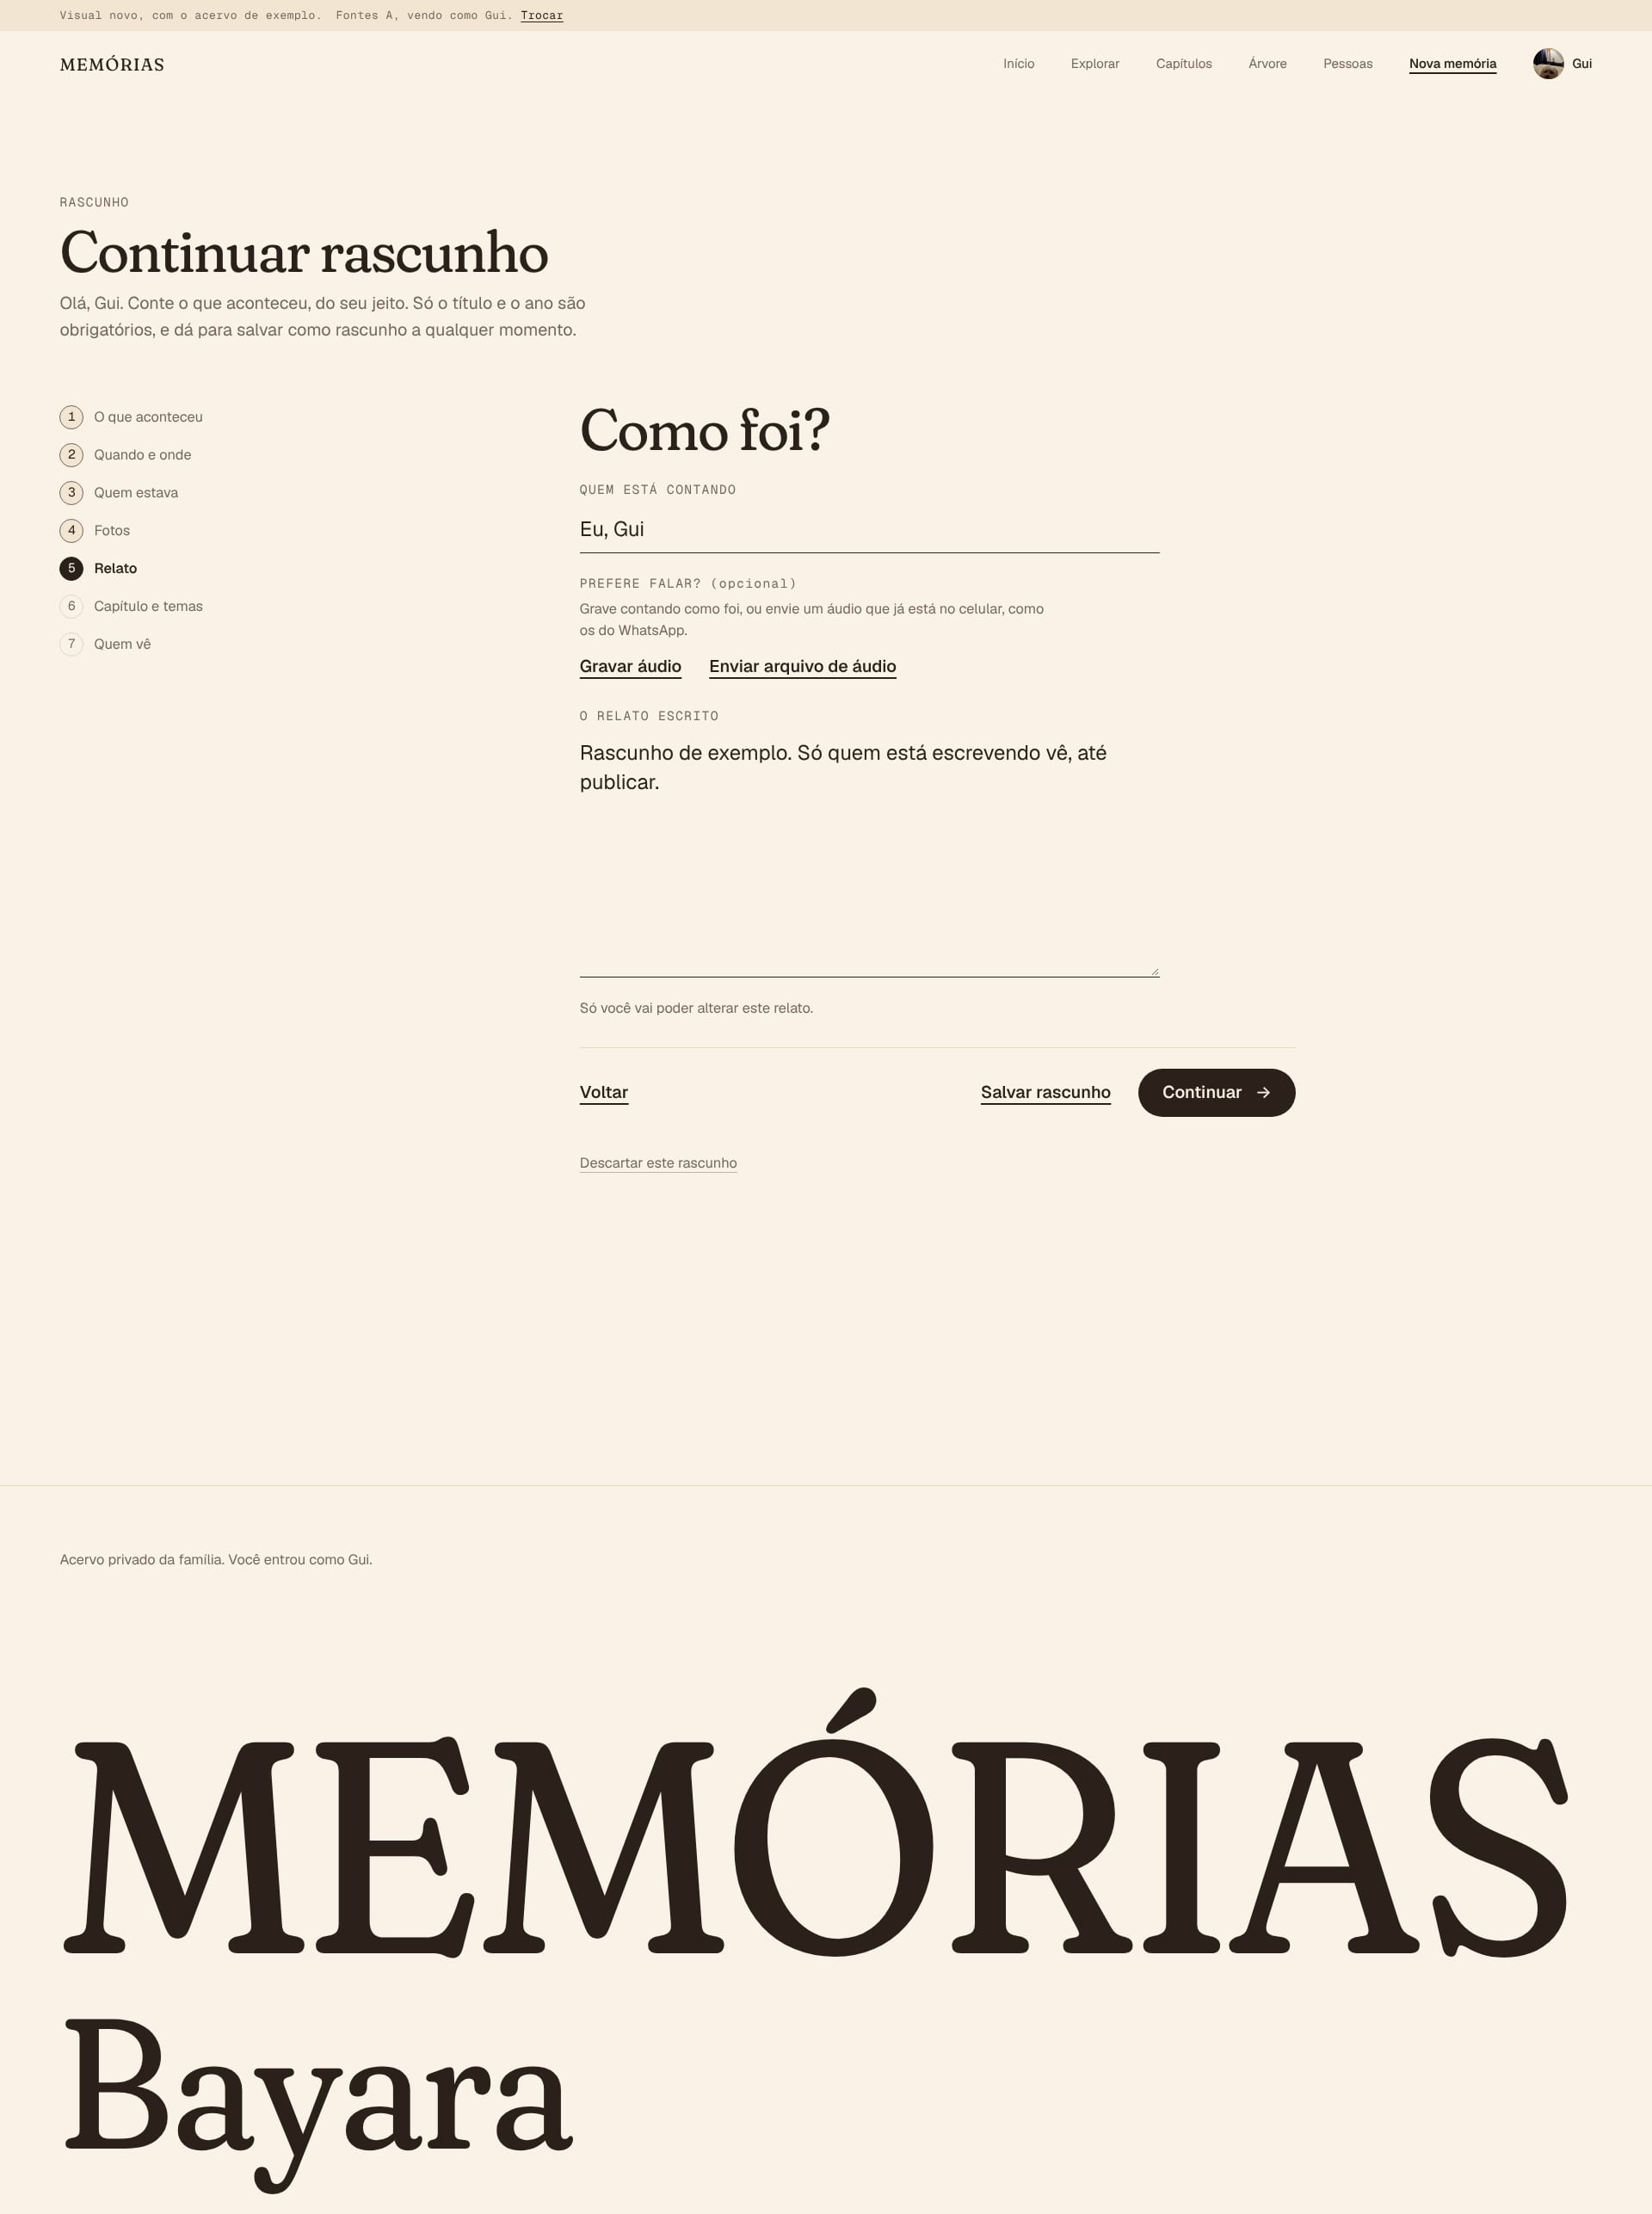 Visual novo, com o acervo de exemplo. Fontes A, vendo como Gui. Trocar
MEMÓRIAS
Início Explorar Capítulos Árvore Pessoas Nova memória Gui
RASCUNHO
Continuar rascunho
Olá, Gui. Conte o que aconteceu, do seu jeito. Só o título e o ano são
obrigatórios, e dá para salvar como rascunho a qualquer momento.
1 O que aconteceu
2 Quando e onde
3 Quem estava
4 Fotos
5 Relato
6 Capítulo e temas
7 Quem vê
Como foi?
QUEM ESTÁ CONTANDO
Eu, Gui
PREFERE FALAR? (opcional)
Grave contando como foi, ou envie um áudio que já está no celular, como
os do WhatsApp.
Gravar áudio Enviar arquivo de áudio
O RELATO ESCRITO
Rascunho de exemplo. Só quem está escrevendo vê, até
publicar.
Só você vai poder alterar este relato.
Voltar Salvar rascunho Continuar →
Descartar este rascunho
Acervo privado da família. Você entrou como Gui.
MEMÓRIAS
Bayara